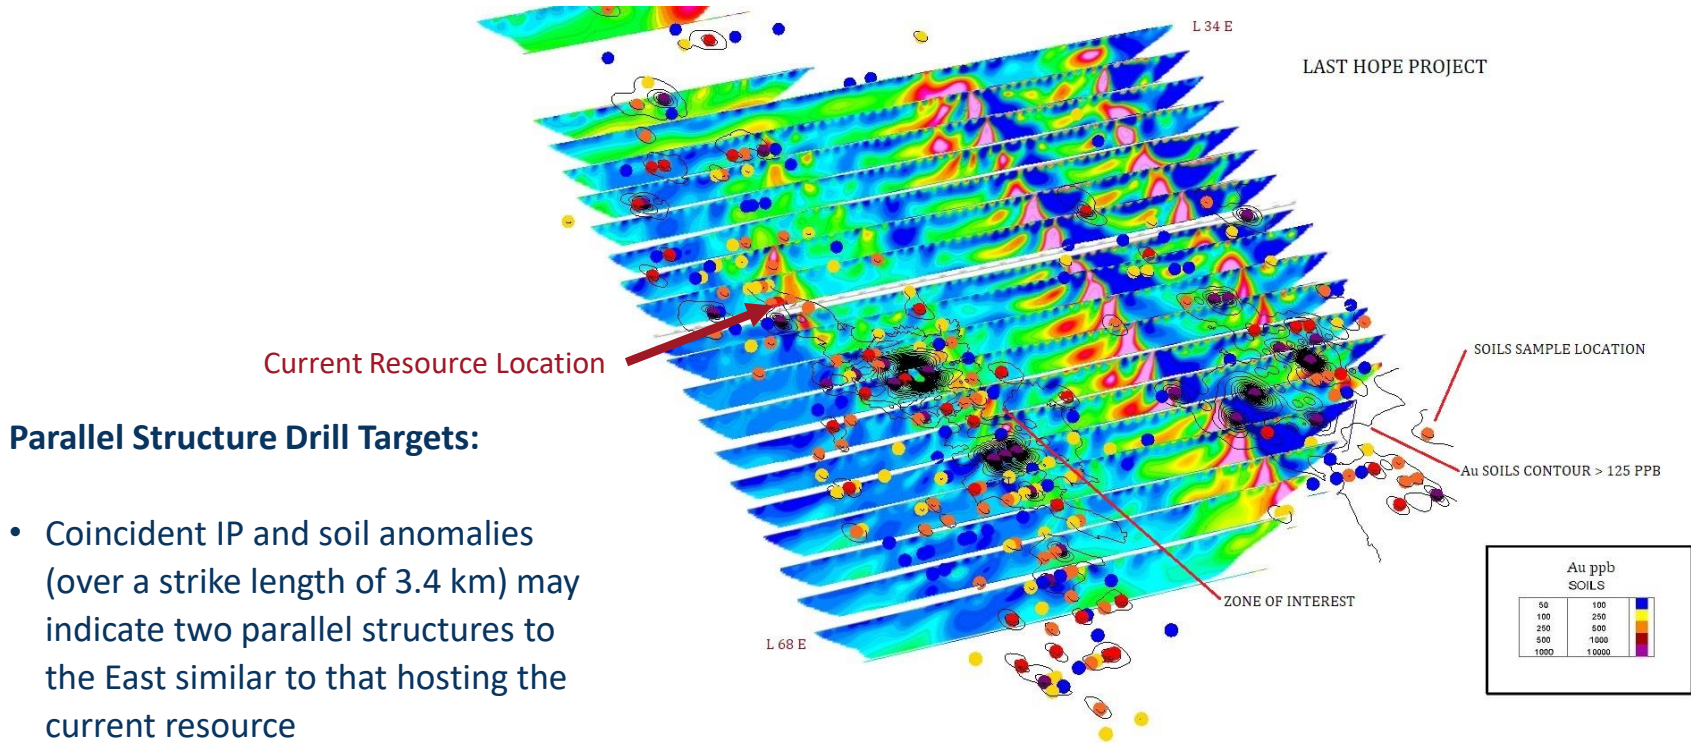 L 34 E
LAST HOPE PROJECT
Current Resource Location
SOILS SAMPLE LOCATION
Parallel Structure Drill Targets:
Au SOILS CONTOUR > 125 PPB
• Coincident IP and soil anomalies
(over a strike length of 3.4 km) may
indicate two parallel structures to
the East similar to that hosting the
current resource
ZONE OF INTEREST
L 68 E
Au ppb
SOILS
50 100
100 250
250 500
500 1000
1000 10000